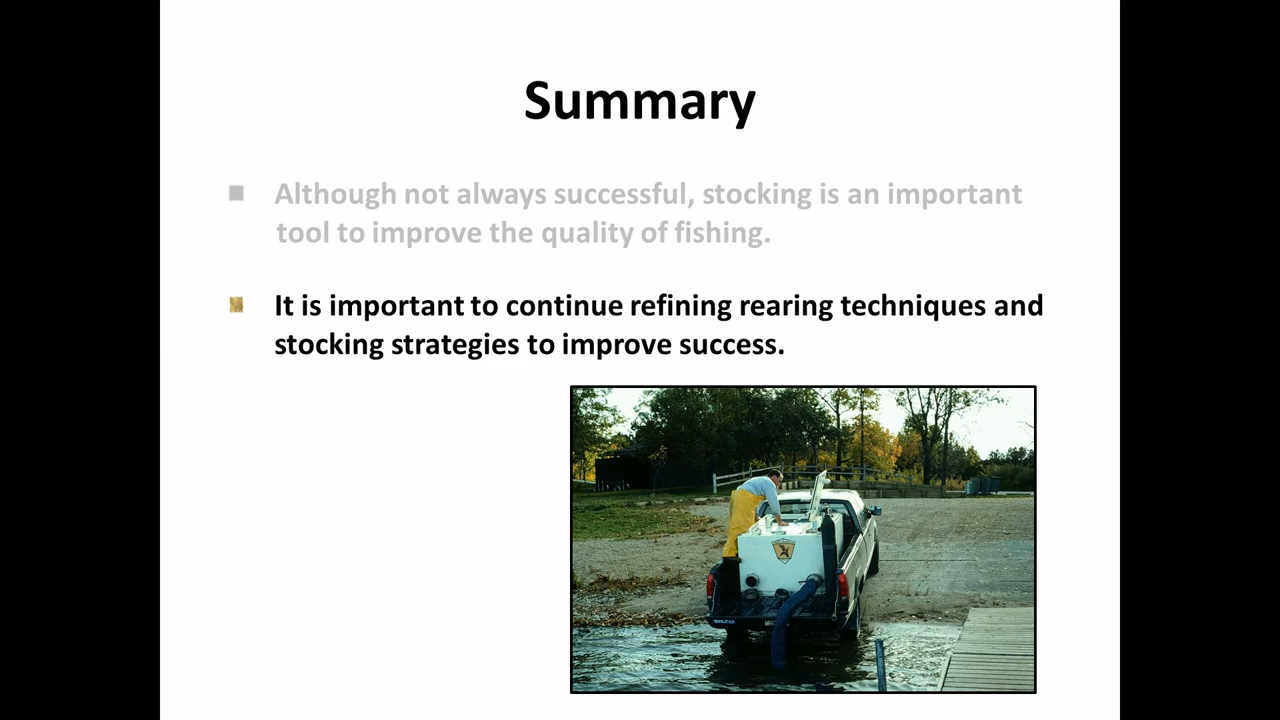 Summary
Although not always successful, stocking is an important
tool to improve the quality of fishing.
It is important to continue refining rearing techniques and
stocking strategies to improve success.